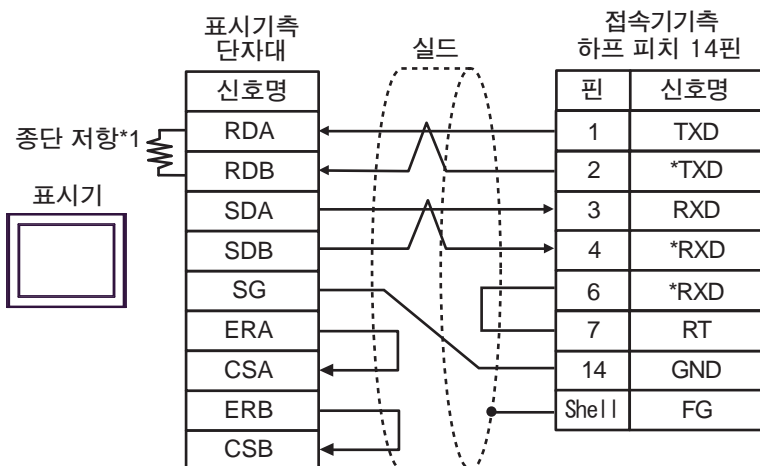 표시기측
단자대
실드
접속기기측
하프 피치 14핀
신호명
핀 신호명
종단 저항*1
RDA 1 TXD
RDB 2 *TXD
표시기
SDA 3 RXD
SDB 4 *RXD
SG 6 *RXD
ERA 7 RT
CSA 14 GND
ERB Shell FG
CSB